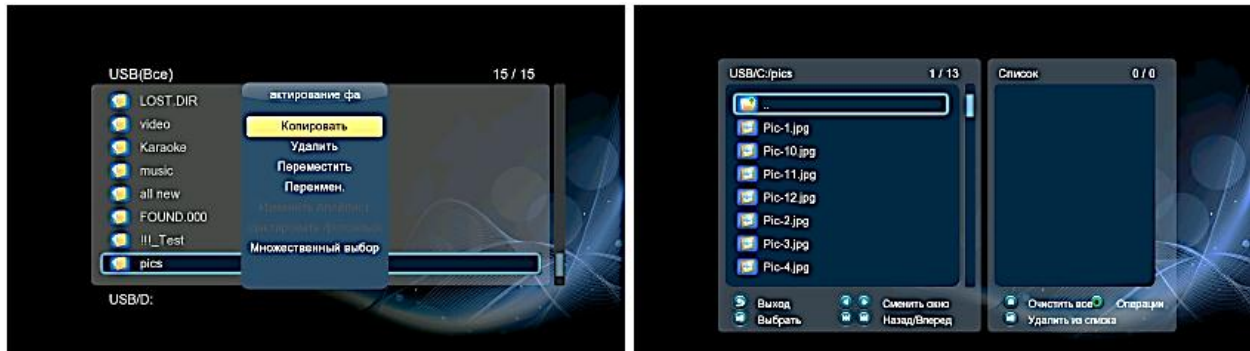 USB(Все) 15 / 15
LOST.DIR
video
Karaoke
music
all new
FOUND.000
!!!_Test
pics
USB/D:
актирование фа
Копировать
Удалить
Переместить
Переимен.
Множественный выбор
USB/C:/pics 1 / 13
..
Pic-1.jpg
Pic-10.jpg
Pic-11.jpg
Pic-12.jpg
Pic-2.jpg
Pic-3.jpg
Pic-4.jpg
Выход Сменить окно
Выбрать Назад/Вперед
Список 0 / 0
Очистить все Операции
Удалить из списка